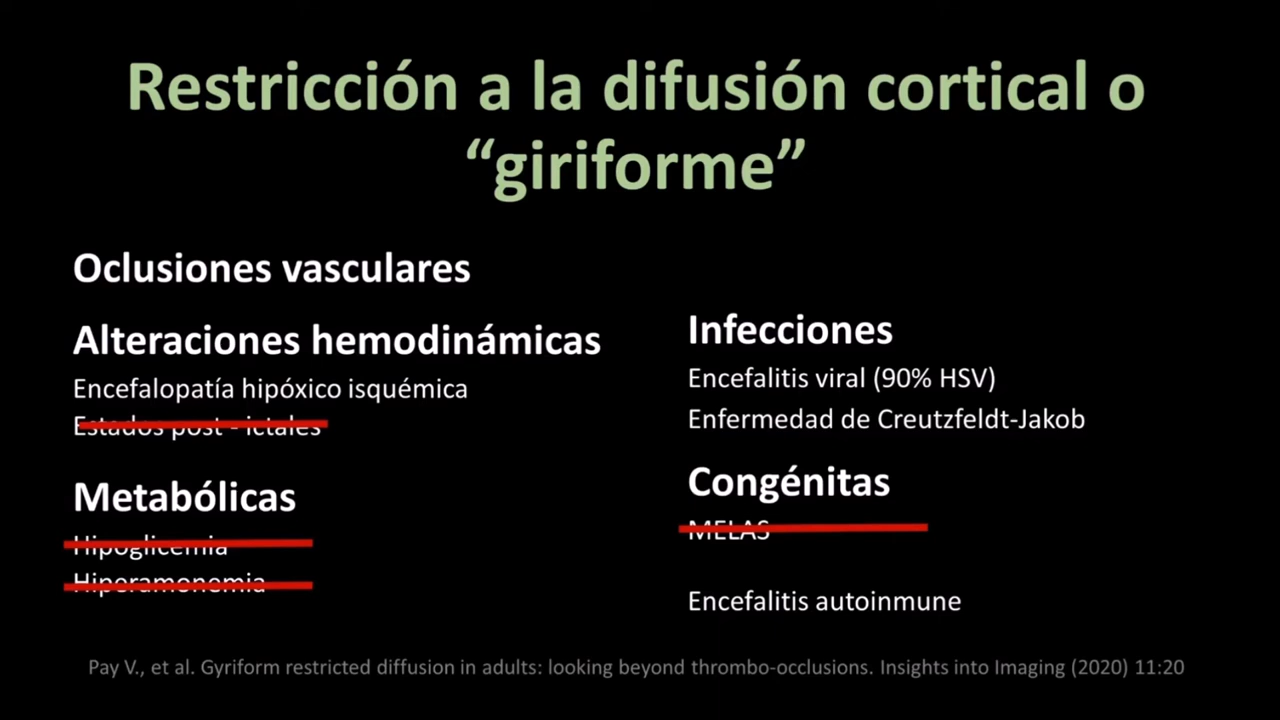 Restricción a la difusión cortical o
“giriforme”
Oclusiones vasculares
Alteraciones hemodinámicas
Encefalopatía hipóxico isquémica
Estados post - ictales
Metabólicas
Hipoglicemia
Hiperamonemia
Infecciones
Encefalitis viral (90% HSV)
Enfermedad de Creutzfeldt-Jakob
Congénitas
MELAS
Encefalitis autoinmune
Pay V., et al. Gyriform restricted diffusion in adults: looking beyond thrombo-occlusions. Insights into Imaging (2020) 11:20